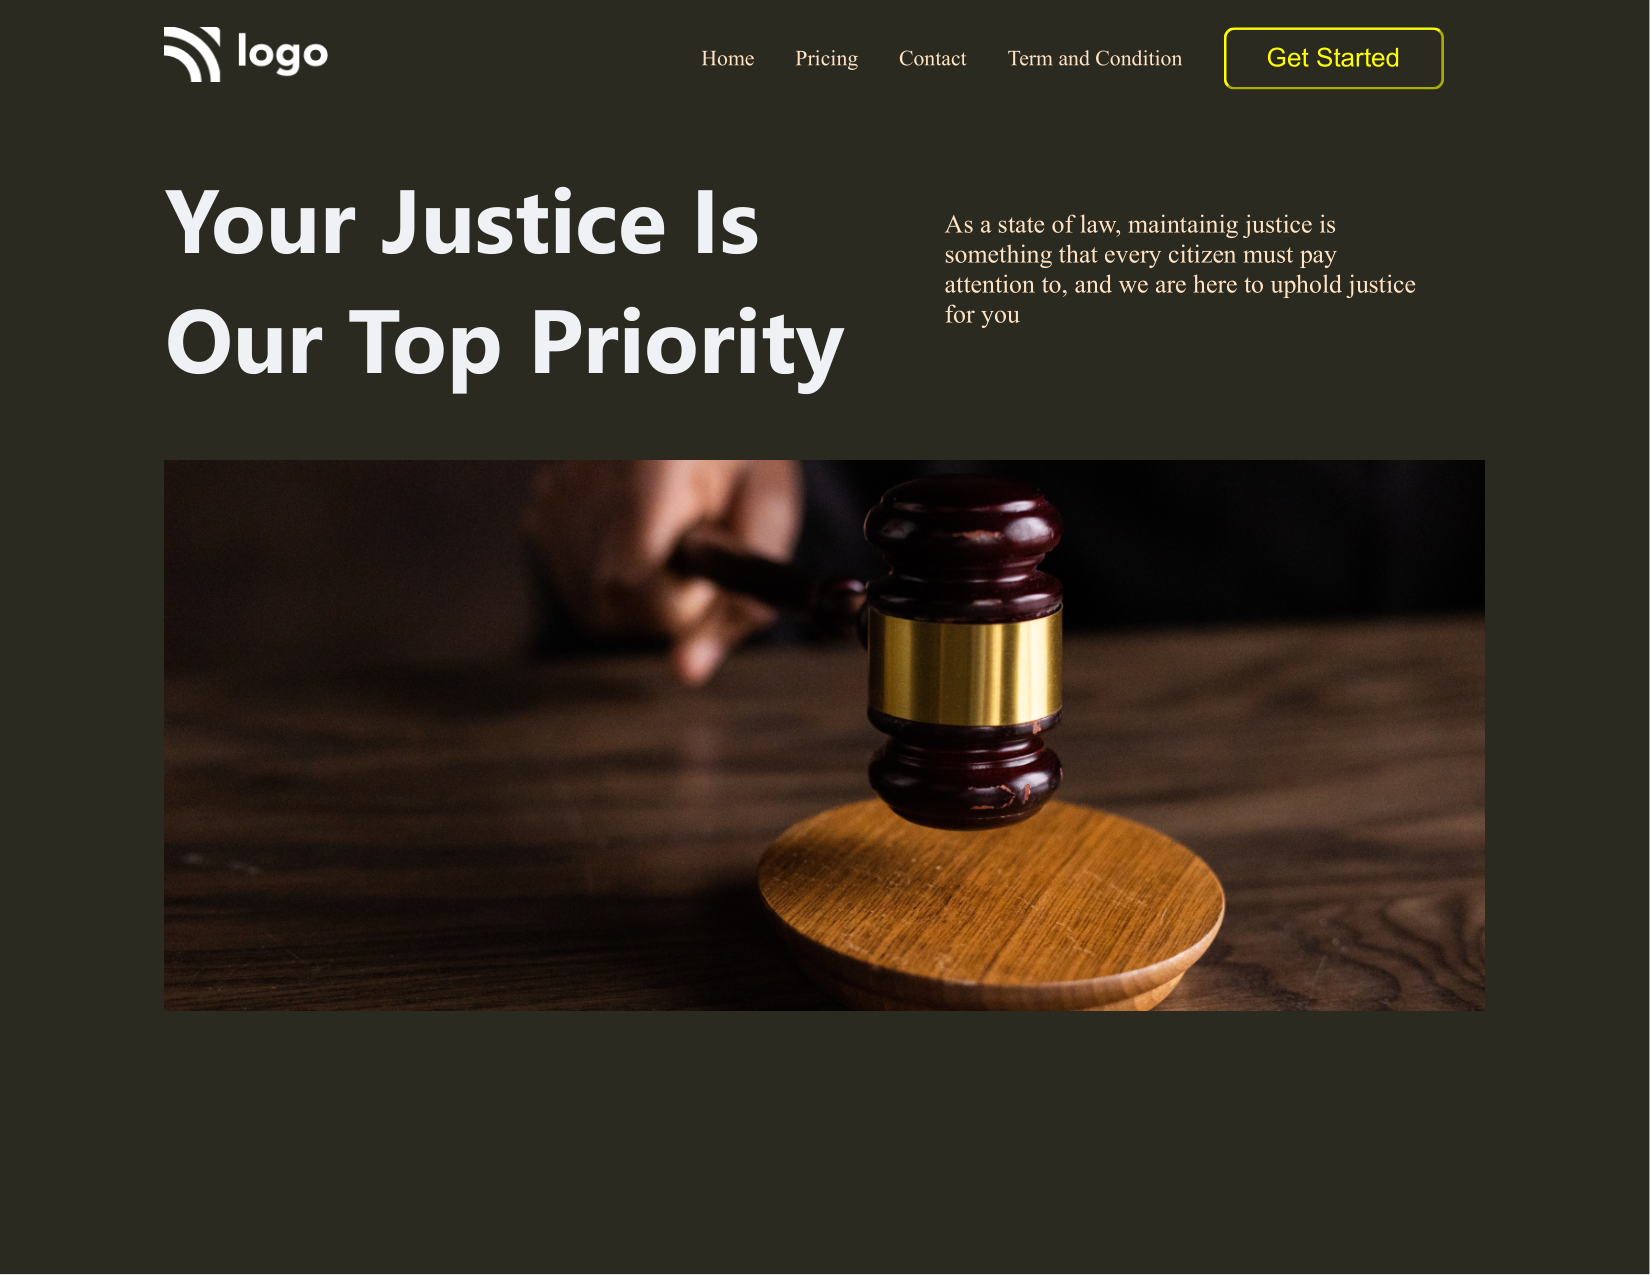 logo
Home Pricing Contact Term and Condition Get Started
Your Justice Is
Our Top Priority
As a state of law, maintainig justice is
something that every citizen must pay
attention to, and we are here to uphold justice
for you